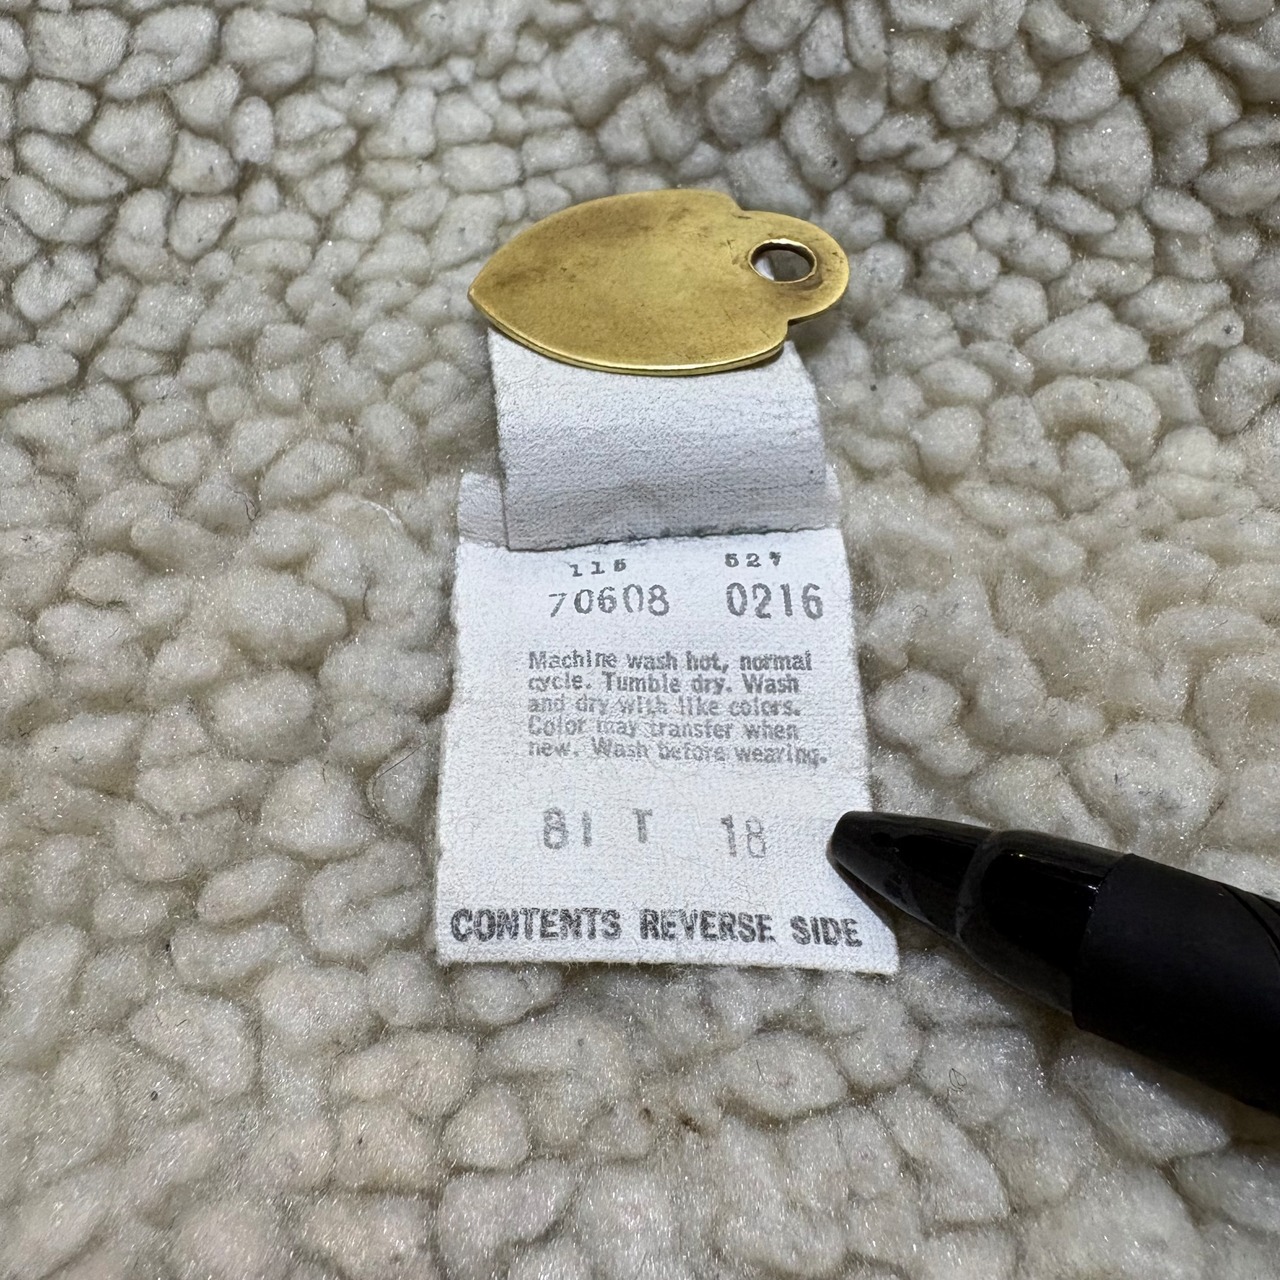 115 527
70608 0216
Machine wash hot, normal
cycle. Tumble dry. Wash
and dry with like colors.
Color may transfer when
new. Wash before wearing.
81 T 18
CONTENTS REVERSE SIDE